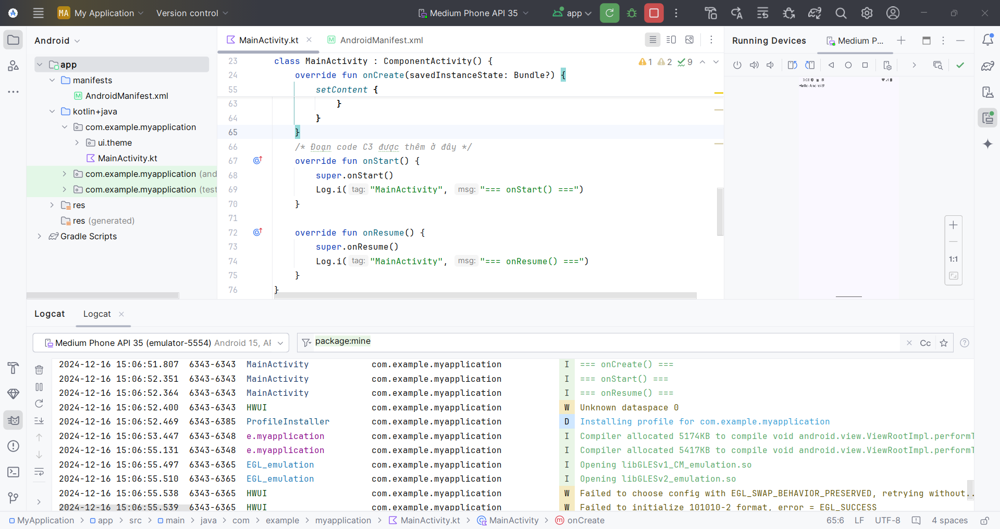 MA My Application Version control Medium Phone API 35 app
Android
app
manifests
AndroidManifest.xml
kotlin+java
com.example.myapplication
ui.theme
MainActivity.kt
com.example.myapplication (and
com.example.myapplication (test
res
res (generated)
Gradle Scripts
MainActivity.kt AndroidManifest.xml
1 2 9
23 class MainActivity : ComponentActivity() {
24 override fun onCreate(savedInstanceState: Bundle?) {
55 setContent {
63 }
64 }
65 }
66 /* Đoạn code C3 được thêm ở đây */
67 override fun onStart() {
68 super.onStart()
69 Log.i( tag: "MainActivity", msg: "=== onStart() ===")
70 }
71
72 override fun onResume() {
73 super.onResume()
74 Log.i( tag: "MainActivity", msg: "=== onResume() ===")
75 }
76 }
Running Devices Medium P...
3:08
Hello Android!
1:1
Logcat Logcat
Medium Phone API 35 (emulator-5554) Android 15, AF
package:mine
Cc
2024-12-16 15:06:51.807 6343-6343 MainActivity com.example.myapplication I === onCreate() ===
2024-12-16 15:06:52.351 6343-6343 MainActivity com.example.myapplication I === onStart() ===
2024-12-16 15:06:52.364 6343-6343 MainActivity com.example.myapplication I === onResume() ===
2024-12-16 15:06:52.400 6343-6343 HWUI com.example.myapplication W Unknown dataspace 0
2024-12-16 15:06:52.469 6343-6385 ProfileInstaller com.example.myapplication D Installing profile for com.example.myapplication
2024-12-16 15:06:53.447 6343-6348 e.myapplication com.example.myapplication I Compiler allocated 5174KB to compile void android.view.ViewRootImpl.performT
2024-12-16 15:06:55.131 6343-6348 e.myapplication com.example.myapplication I Compiler allocated 5417KB to compile void android.view.ViewRootImpl.performT
2024-12-16 15:06:55.497 6343-6365 EGL_emulation com.example.myapplication I Opening libGLESv1_CM_emulation.so
2024-12-16 15:06:55.510 6343-6365 EGL_emulation com.example.myapplication I Opening libGLESv2_emulation.so
2024-12-16 15:06:55.538 6343-6365 HWUI com.example.myapplication W Failed to choose config with EGL_SWAP_BEHAVIOR_PRESERVED, retrying without...
2024-12-16 15:06:55.539 6343-6365 HWUI com.example.myapplication W Failed to initialize 101010-2 format, error = EGL_SUCCESS
MyApplication > app > src > main > java > com > example > myapplication > MainActivity.kt > MainActivity > onCreate 65:6 LF UTF-8 4 spaces